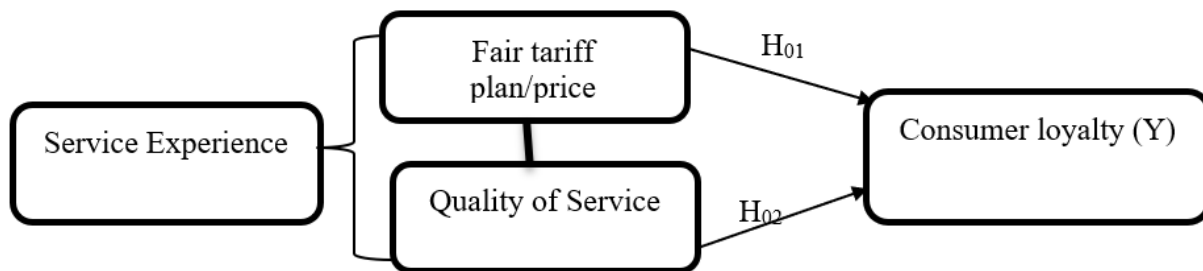 Fair tariff
plan/price
H₀₁
Service Experience
Consumer loyalty (Y)
Quality of Service
H₀₂